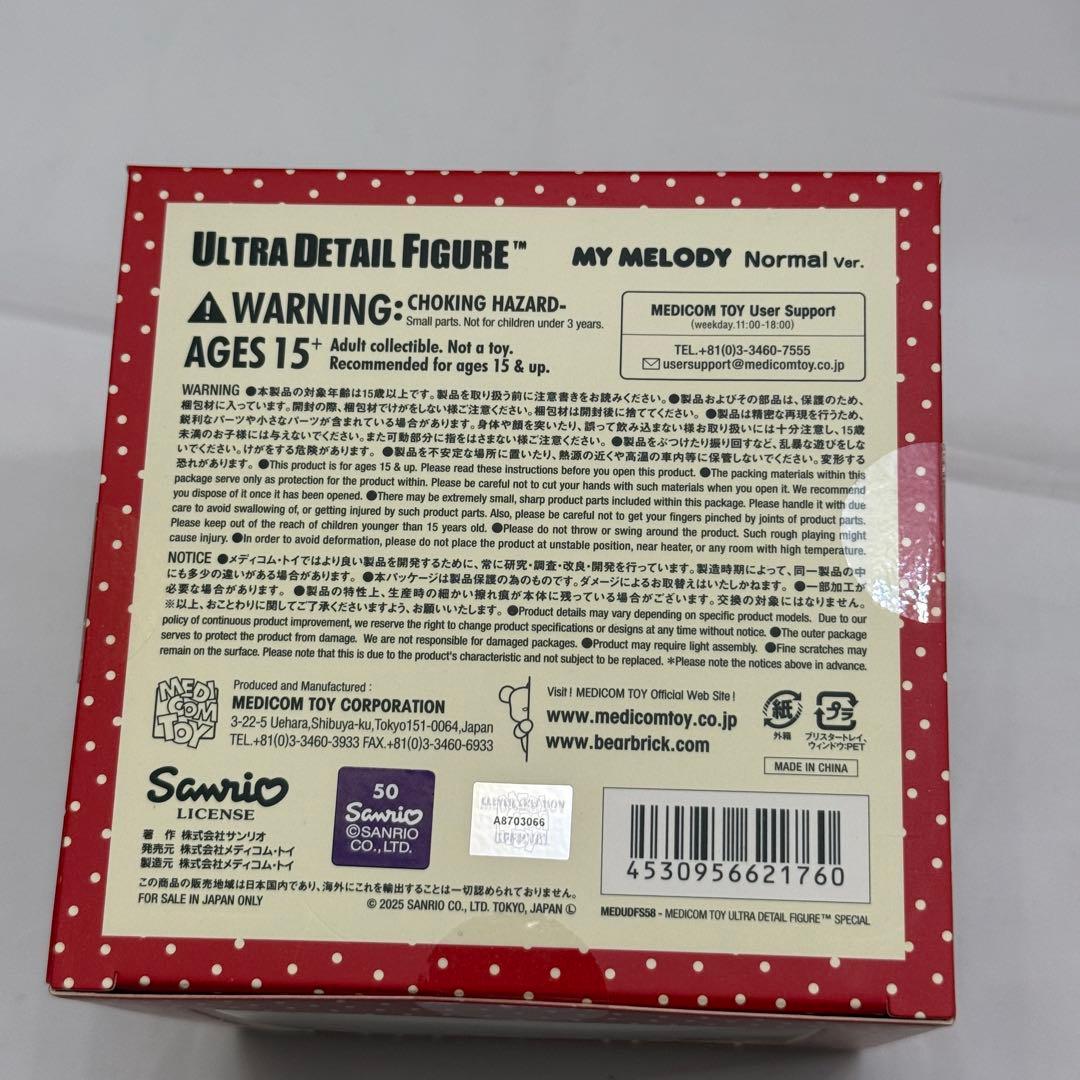 ULTRA DETAIL FIGURE™
MY MELODY Normal Ver.
WARNING: CHOKING HAZARD-
Small parts. Not for children under 3 years.
AGES 15+ Adult collectible. Not a toy.
Recommended for ages 15 & up.
MEDICOM TOY User Support
(weekday.11:00-18:00)
TEL.+81(0)3-3460-7555
usersupport@medicomtoy.co.jp
WARNING ●本製品の対象年齢は15歳以上です。製品を取り扱う前に注意書きをお読みください。●製品およびその部品は、保護のため、
梱包材に入っています。開封の際、梱包材でけがをしない様ご注意ください。梱包材は開封後に捨ててください。 ●製品は精密な再現を行うため、
鋭利なパーツや小さなパーツが含まれている場合があります。身体や顔を突いたり、誤って飲み込まない様お取り扱いには十分注意し、15歳
未満のお子様には与えないでください。また可動部分に指をはさまない様ご注意ください。 ●製品をぶつけたり振り回すなど、乱暴な遊びをしな
いでください。けがをする危険があります。 ●製品を不安定な場所に置いたり、熱源の近くや高温の車内等に保管しないでください。変形する
恐れがあります。 ●This product is for ages 15 & up. Please read these instructions before you open this product. ●The packing materials within this
package serve only as protection for the product within. Please be careful not to cut your hands with such materials when you open it. We recommend
you dispose of it once it has been opened. ●There may be extremely small, sharp product parts included within this package. Please handle it with due
care to avoid swallowing of, or getting injured by such product parts. Also, please be careful not to get your fingers pinched by joints of product parts.
Please keep out of the reach of children younger than 15 years old. ●Please do not throw or swing around the product. Such rough playing might
cause injury. ●In order to avoid deformation, please do not place the product at unstable position, near heater, or any room with high temperature.
NOTICE ●メディコム・トイではより良い製品を開発するために、常に研究・調査・改良・開発を行っています。製造時期によって、同一製品の中
にも多少の違いがある場合があります。 ●本パッケージは製品保護の為のものです。ダメージによるお取替えはいたしかねます。 ●一部加工が
必要な場合があります。 ●製品の特性上、生産時の細かい擦れ痕が本体に残っている場合がございます。交換の対象にはなりません。
※以上、おことわりに関してご了承くださいますよう、お願いいたします。 ●Product details may vary depending on specific product models. Due to our
policy of continuous product improvement, we reserve the right to change product specifications or designs at any time without notice. ●The outer package
serves to protect the product from damage. We are not responsible for damaged packages. ●Product may require light assembly. ●Fine scratches may
remain on the surface. Please note that this is due to the product's characteristic and not subject to be replaced. *Please note the notices above in advance.
MEDI
COM
TOY
Produced and Manufactured :
MEDICOM TOY CORPORATION
3-22-5 Uehara,Shibuya-ku,Tokyo151-0064,Japan
TEL.+81(0)3-3460-3933 FAX.+81(0)3-3460-6933
Visit ! MEDICOM TOY Official Web Site !
www.medicomtoy.co.jp
www.bearbrick.com
紙
外箱
プラ
ブリスタートレイ、
ウィンドウ:PET
MADE IN CHINA
Sanrio
LICENSE
著 作 株式会社サンリオ
発売元 株式会社メディコム・トイ
製造元 株式会社メディコム・トイ
50
Sanrio
©SANRIO
CO., LTD.
A8703066
4530956621760
この商品の販売地域は日本国内であり、海外にこれを輸出することは一切認められておりません。
FOR SALE IN JAPAN ONLY
© 2025 SANRIO CO., LTD. TOKYO, JAPAN Ⓛ
MEDUDFS58 - MEDICOM TOY ULTRA DETAIL FIGURE™ SPECIAL